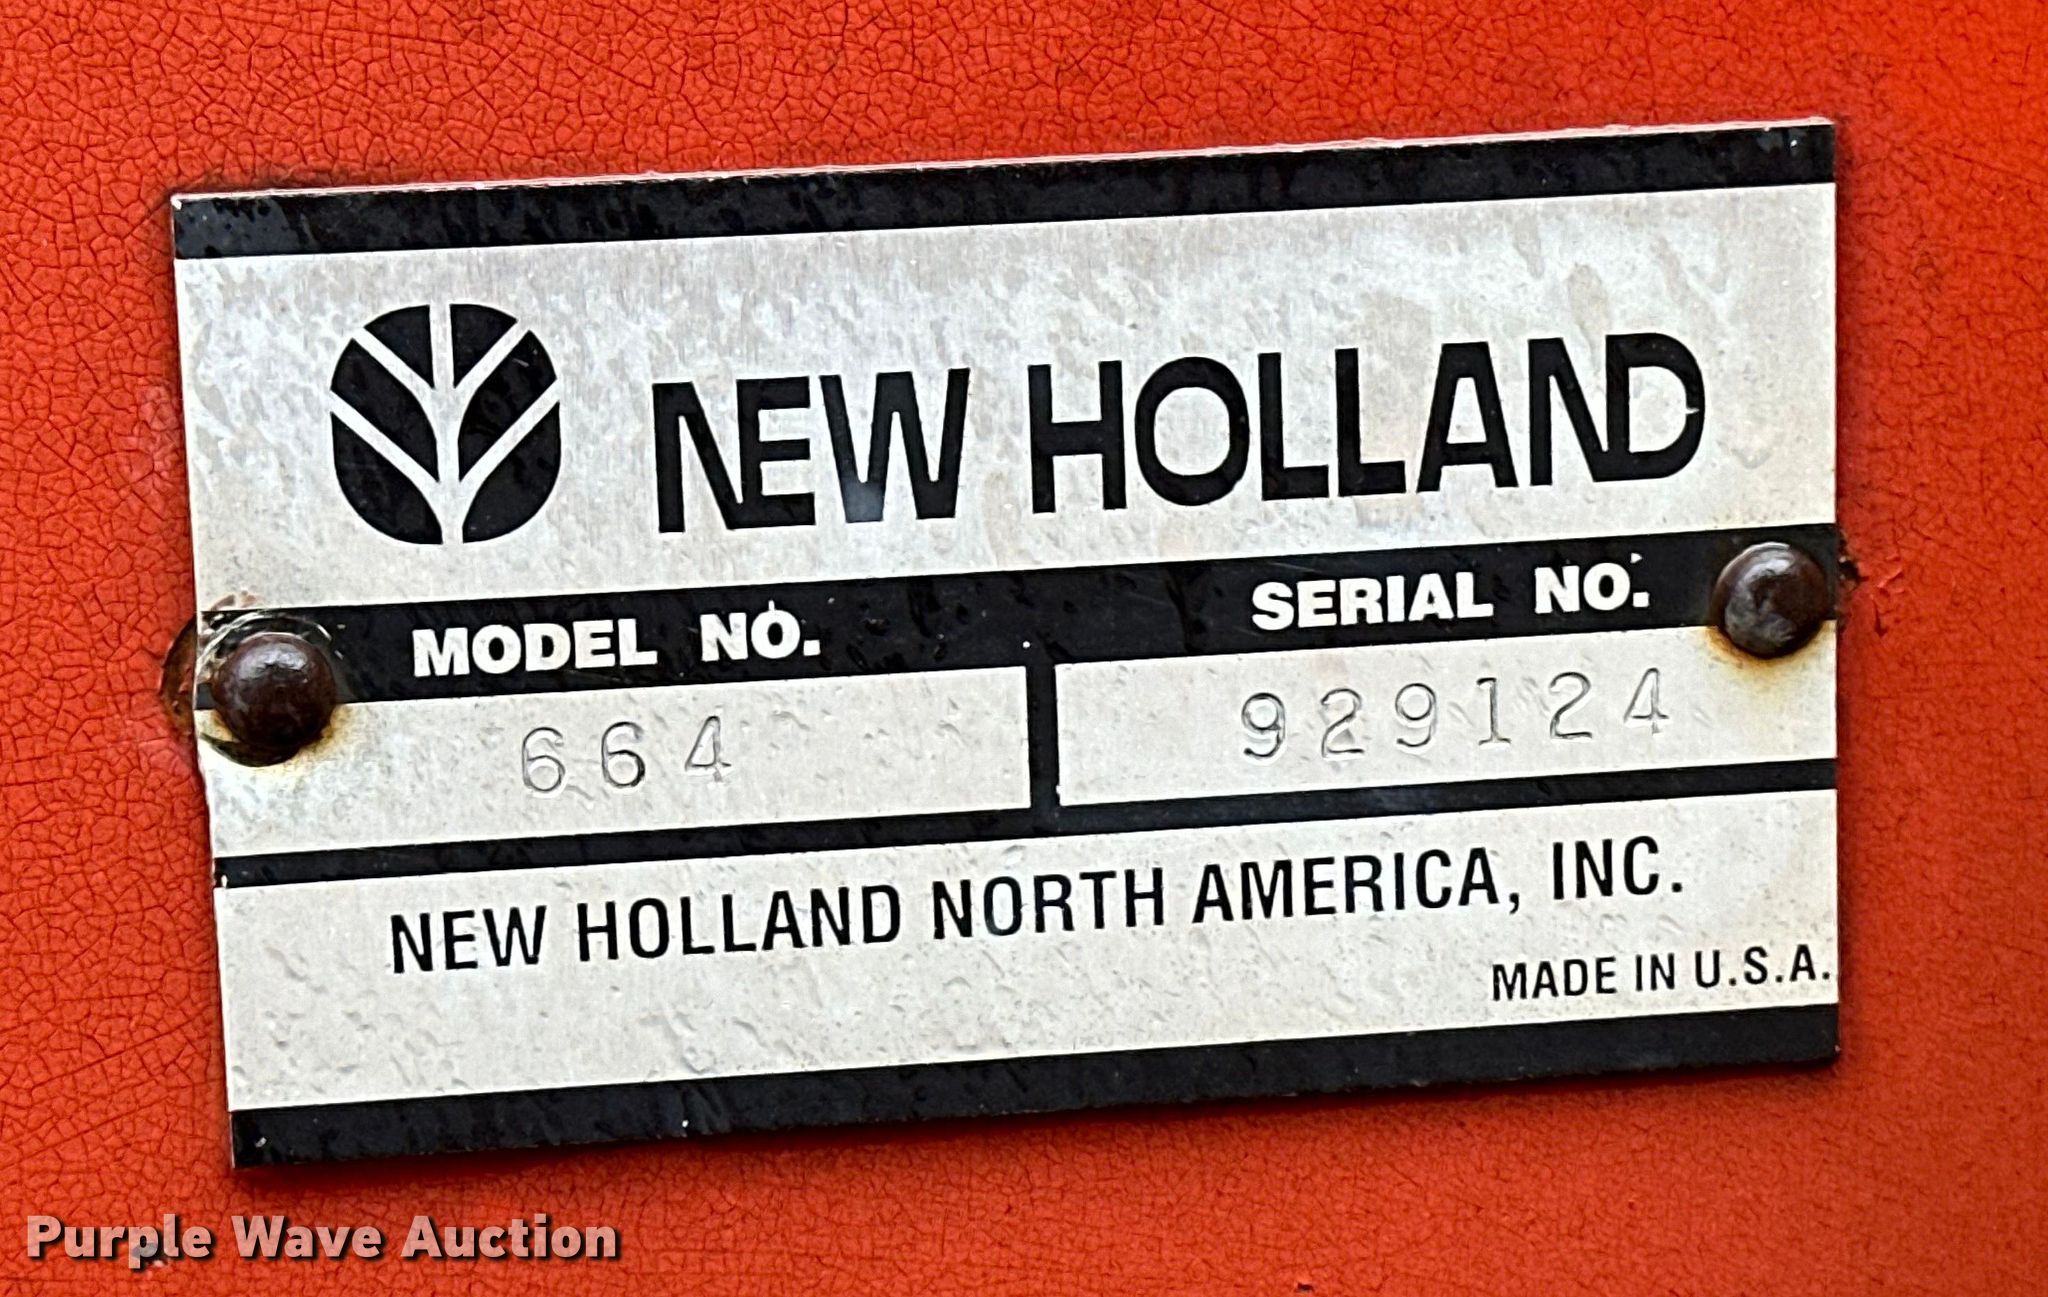 NEW HOLLAND
MODEL NO. SERIAL NO.
664 929124
NEW HOLLAND NORTH AMERICA, INC.
MADE IN U.S.A.
Purple Wave Auction